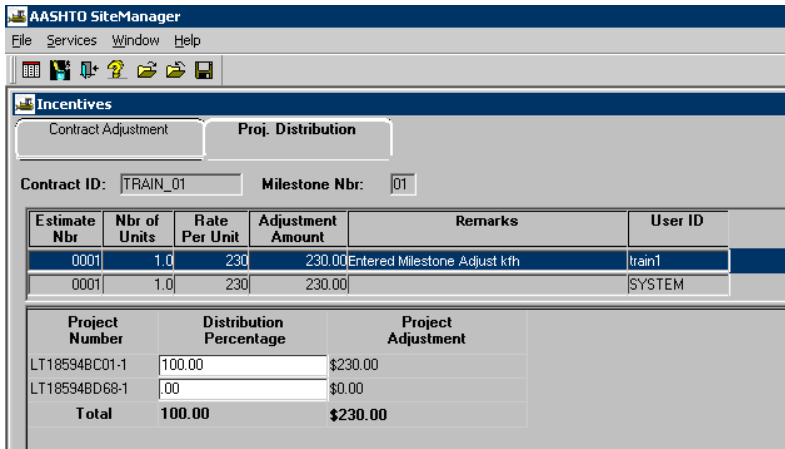 AASHTO SiteManager
File Services Window Help
Incentives
Contract Adjustment Proj. Distribution
Contract ID: TRAIN_01 Milestone Nbr: 01
Estimate Nbr Nbr of Units Rate Per Unit Adjustment Amount Remarks User ID
0001 1.0 230 230.00 Entered Milestone Adjust kfh train1
0001 1.0 230 230.00 SYSTEM
Project Number Distribution Percentage Project Adjustment
LT18594BC01-1 100.00 $230.00
LT18594BD68-1 .00 $0.00
Total 100.00 $230.00